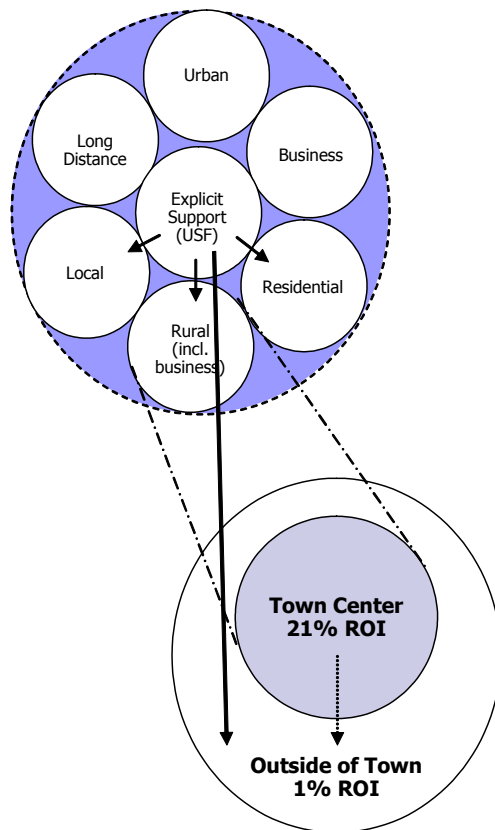 Urban
Long
Distance
Business
Explicit
Support
(USF)
Local
Residential
Rural
(incl.
business)
Town Center
21% ROI
Outside of Town
1% ROI